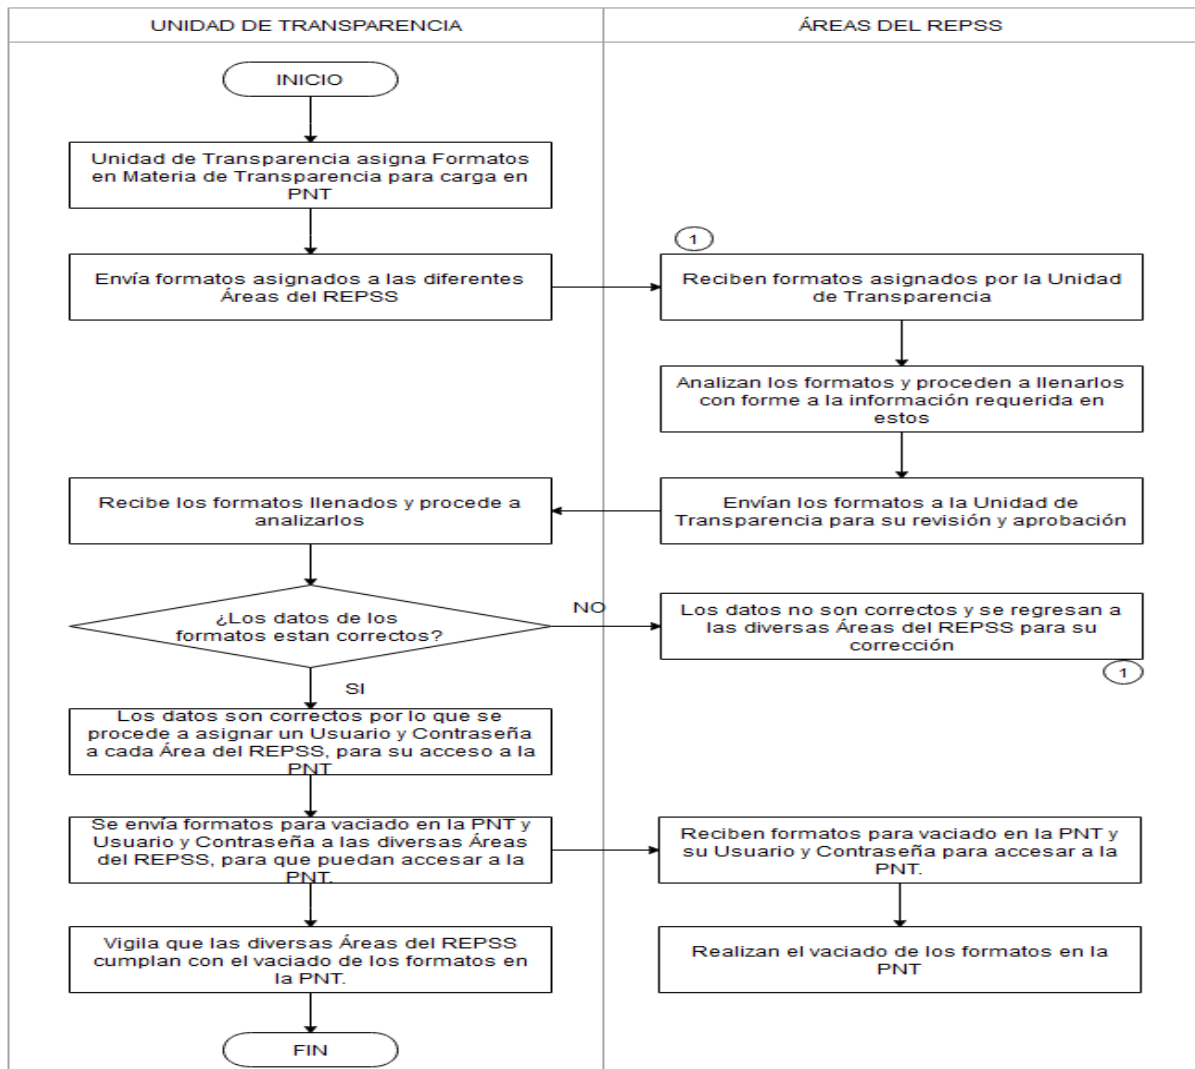 UNIDAD DE TRANSPARENCIA
ÁREAS DEL REPSS
INICIO
Unidad de Transparencia asigna Formatos
en Materia de Transparencia para carga en
PNT
Envía formatos asignados a las diferentes
Áreas del REPSS
1
Reciben formatos asignados por la Unidad
de Transparencia
Analizan los formatos y proceden a llenarlos
con forme a la información requerida en
estos
Envían los formatos a la Unidad de
Transparencia para su revisión y aprobación
Recibe los formatos llenados y procede a
analizarlos
¿Los datos de los
formatos estan correctos?
NO
Los datos no son correctos y se regresan a
las diversas Áreas del REPSS para su
corrección
1
SI
Los datos son correctos por lo que se
procede a asignar un Usuario y Contraseña
a cada Área del REPSS, para su acceso a la
PNT
Se envía formatos para vaciado en la PNT y
Usuario y Contraseña a las diversas Áreas
del REPSS, para que puedan accesar a la
PNT.
Reciben formatos para vaciado en la PNT y
su Usuario y Contraseña para accesar a la
PNT.
Vigila que las diversas Áreas del REPSS
cumplan con el vaciado de los formatos en
la PNT.
Realizan el vaciado de los formatos en la
PNT
FIN